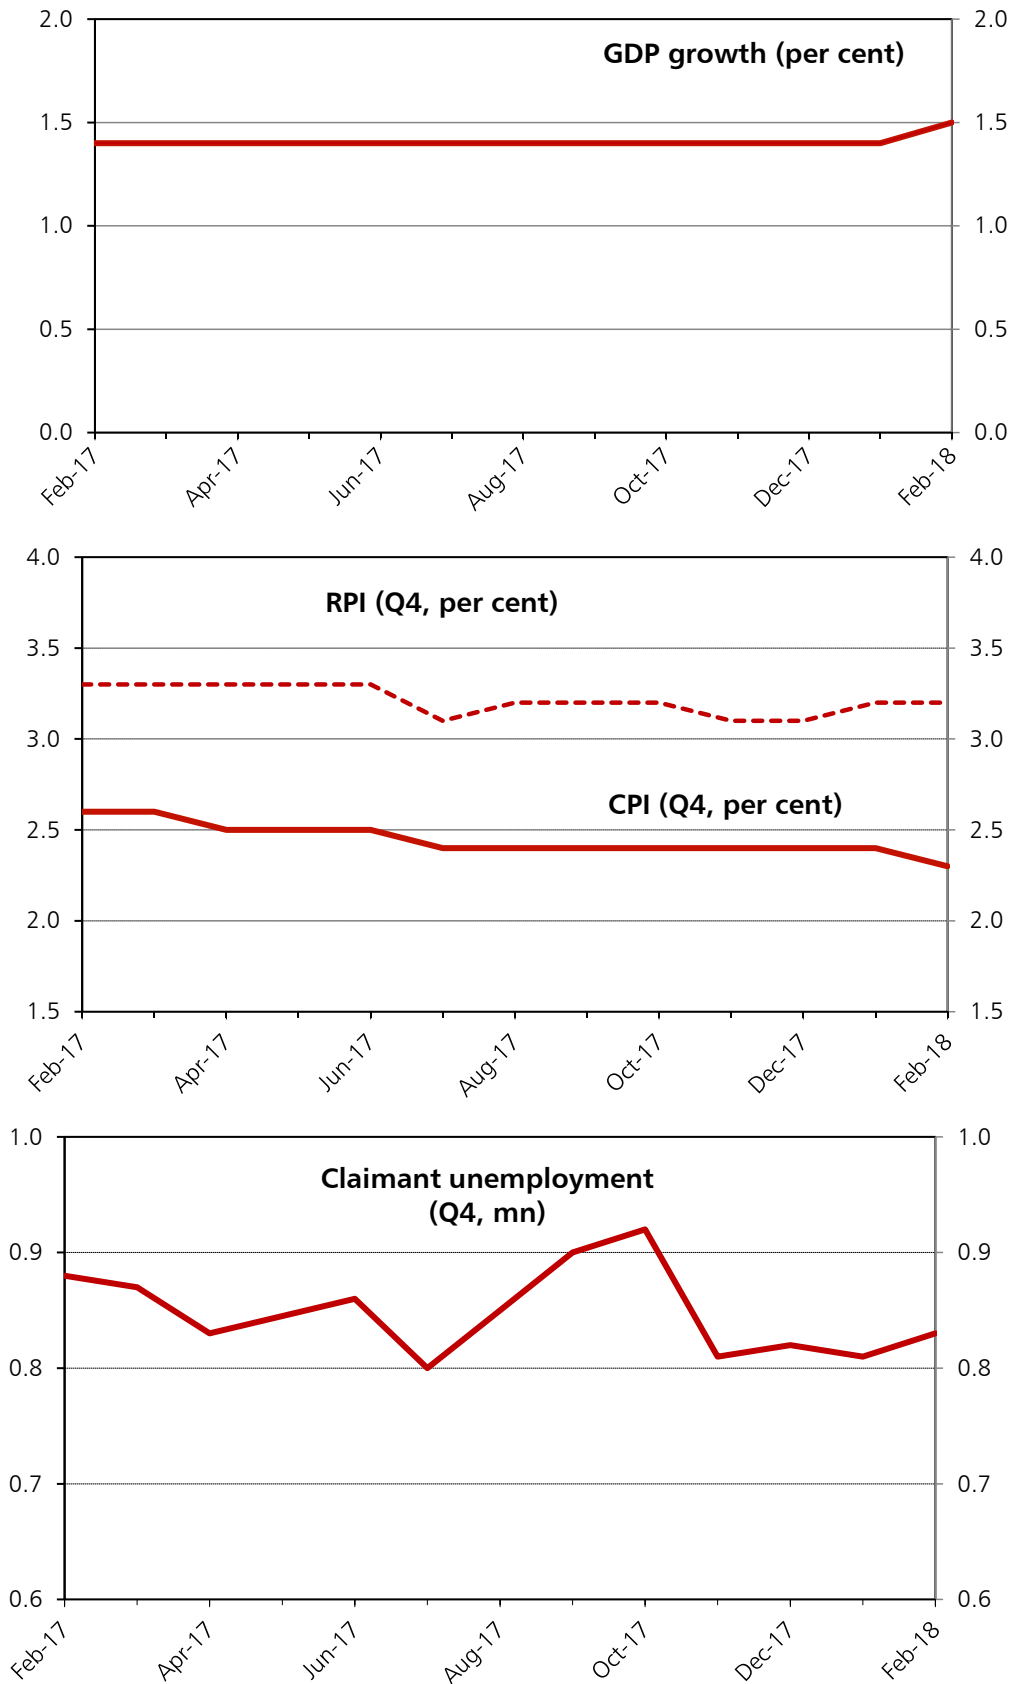 2.0 2.0
GDP growth (per cent)
1.5 1.5
1.0 1.0
0.5 0.5
0.0 0.0
Feb-17 Apr-17 Jun-17 Aug-17 Oct-17 Dec-17 Feb-18
4.0 4.0
RPI (Q4, per cent)
3.5 3.5
3.0 3.0
CPI (Q4, per cent)
2.5 2.5
2.0 2.0
1.5 1.5
Feb-17 Apr-17 Jun-17 Aug-17 Oct-17 Dec-17 Feb-18
1.0 1.0
Claimant unemployment
(Q4, mn)
0.9 0.9
0.8 0.8
0.7 0.7
0.6 0.6
Feb-17 Apr-17 Jun-17 Aug-17 Oct-17 Dec-17 Feb-18